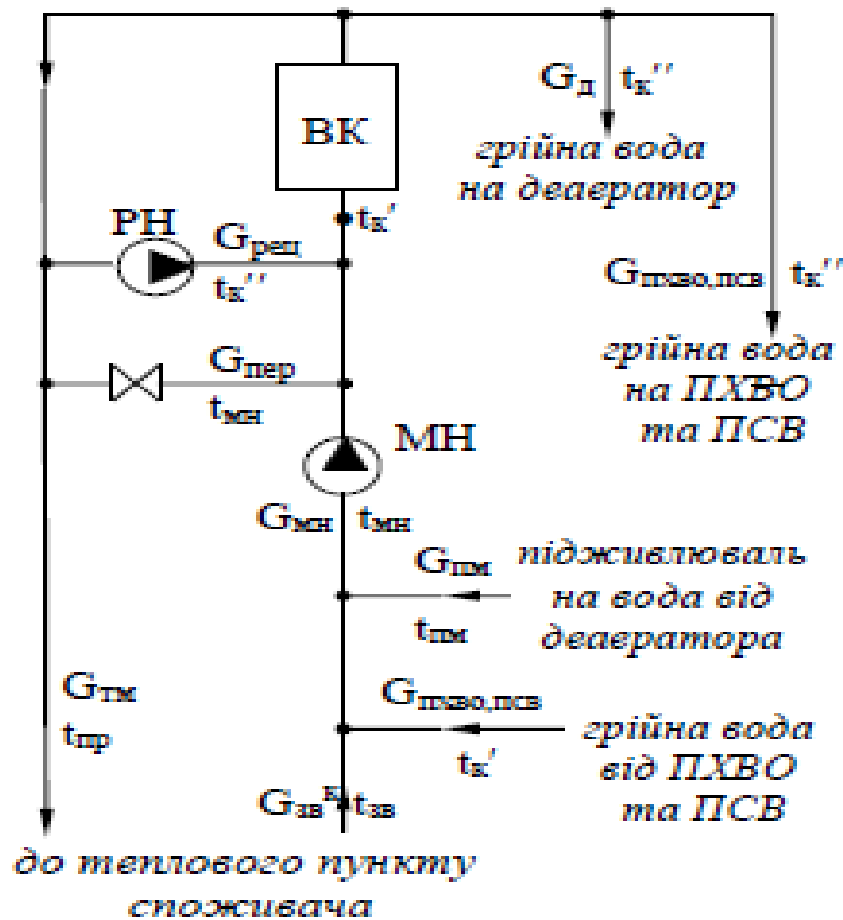 ВК
Gд tк''
грійна вода
на деаератор
tк'
РН
Gрец
tк''
Gпхво,псв tк''
грійна вода
на ПХВО
та ПСВ
Gпер
tмн
МН
Gмн tмн
Gпм
tпм
підживлюваль
на вода від
деаератора
Gтм
tпр
Gпхво,псв
tк'
грійна вода
від ПХВО
та ПСВ
Gзвк tзв
до теплового пункту
споживача